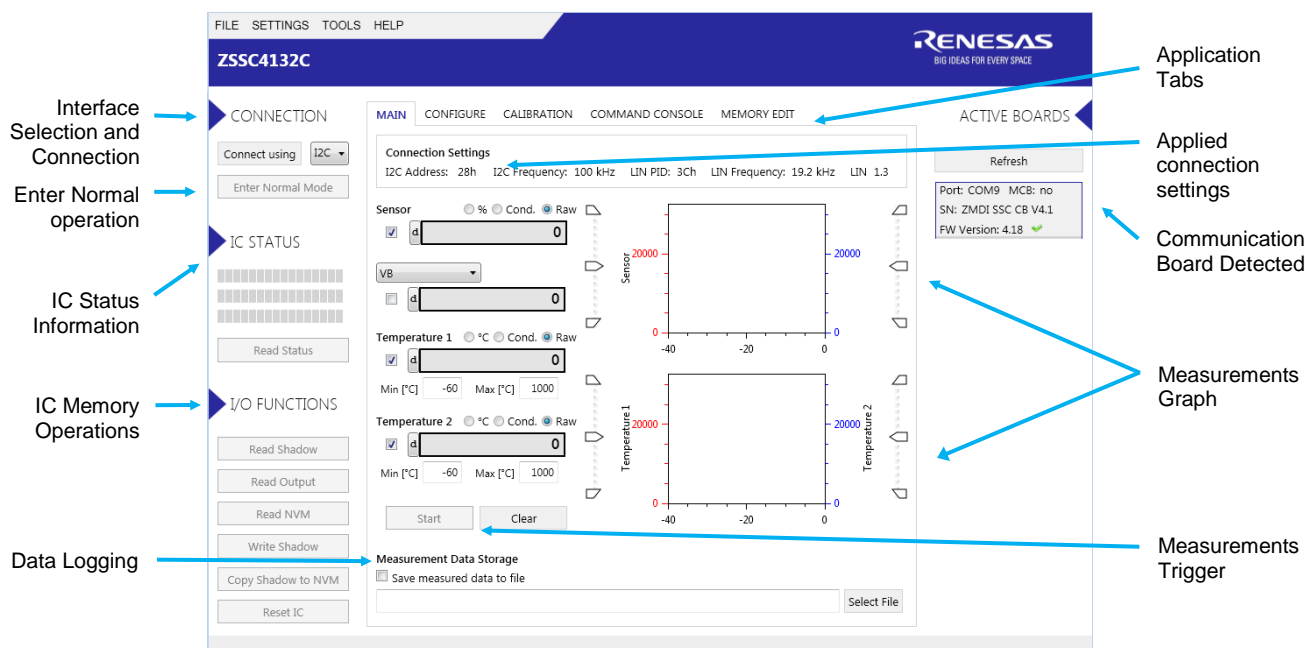 FILE SETTINGS TOOLS HELP
ZSSC4132C
RENESAS
BIG IDEAS FOR EVERY SPACE
Application
Tabs
Interface
Selection and
Connection
CONNECTION
Connect using I2C
Enter Normal Mode
Enter Normal
operation
IC STATUS
IC Status
Information
Read Status
I/O FUNCTIONS
IC Memory
Operations
Read Shadow
Read Output
Read NVM
Write Shadow
Copy Shadow to NVM
Reset IC
Data Logging
MAIN CONFIGURE CALIBRATION COMMAND CONSOLE MEMORY EDIT
Connection Settings
I2C Address: 28h I2C Frequency: 100 kHz LIN PID: 3Ch LIN Frequency: 19.2 kHz LIN 1.3
Sensor % Cond. Raw
d 0
VB
d 0
Temperature 1 °C Cond. Raw
d 0
Min [°C] -60 Max [°C] 1000
Temperature 2 °C Cond. Raw
d 0
Min [°C] -60 Max [°C] 1000
Start Clear
Sensor
20000 20000
0 0
-40 -20 0
Temperature 1
Temperature 2
20000 20000
0 0
-40 -20 0
Measurement Data Storage
Save measured data to file
Select File
ACTIVE BOARDS
Refresh
Port: COM9 MCB: no
SN: ZMDI SSC CB V4.1
FW Version: 4.18
Applied
connection
settings
Communication
Board Detected
Measurements
Graph
Measurements
Trigger